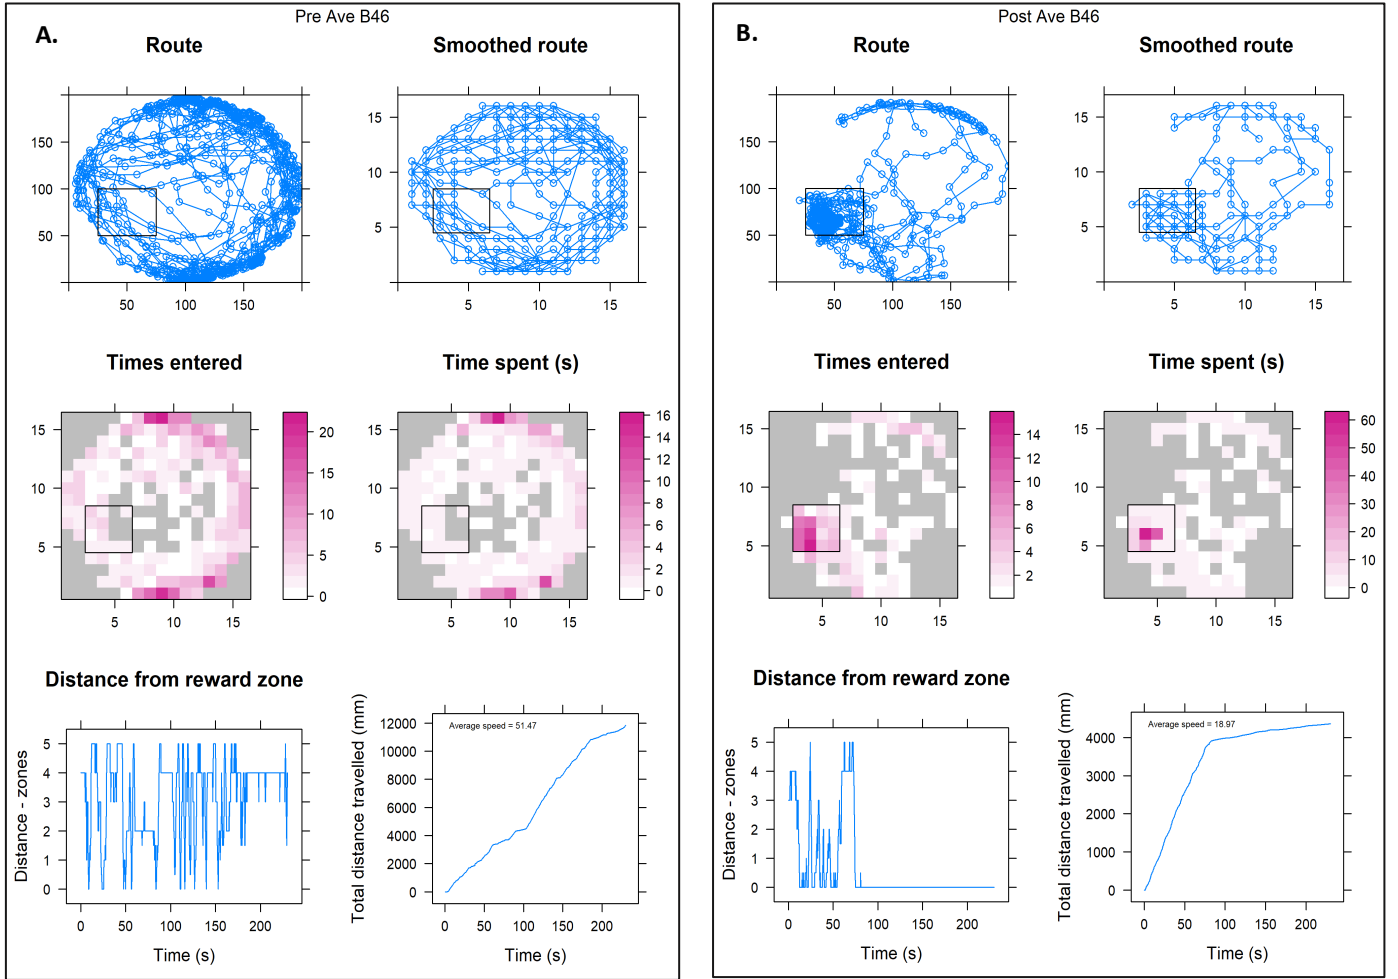 Pre Ave B46
A.
Route
Smoothed route
150
100
50
50 100 150
15
10
5
5 10 15
Times entered
Time spent (s)
15
10
5
5 10 15
20
15
10
5
0
5 10 15
16
14
12
10
8
6
4
2
0
Distance from reward zone
Distance - zones
5
4
3
2
1
0
0 50 100 150 200
Time (s)
Total distance travelled (mm)
Average speed = 51.47
12000
10000
8000
6000
4000
2000
0
0 50 100 150 200
Time (s)
Post Ave B46
B.
Route
Smoothed route
150
100
50
50 100 150
15
10
5
5 10 15
Times entered
Time spent (s)
15
10
5
5 10 15
14
12
10
8
6
4
2
15
10
5
5 10 15
60
50
40
30
20
10
0
Distance from reward zone
Distance - zones
5
4
3
2
1
0
0 50 100 150 200
Time (s)
Total distance travelled (mm)
Average speed = 18.97
4000
3000
2000
1000
0
0 50 100 150 200
Time (s)